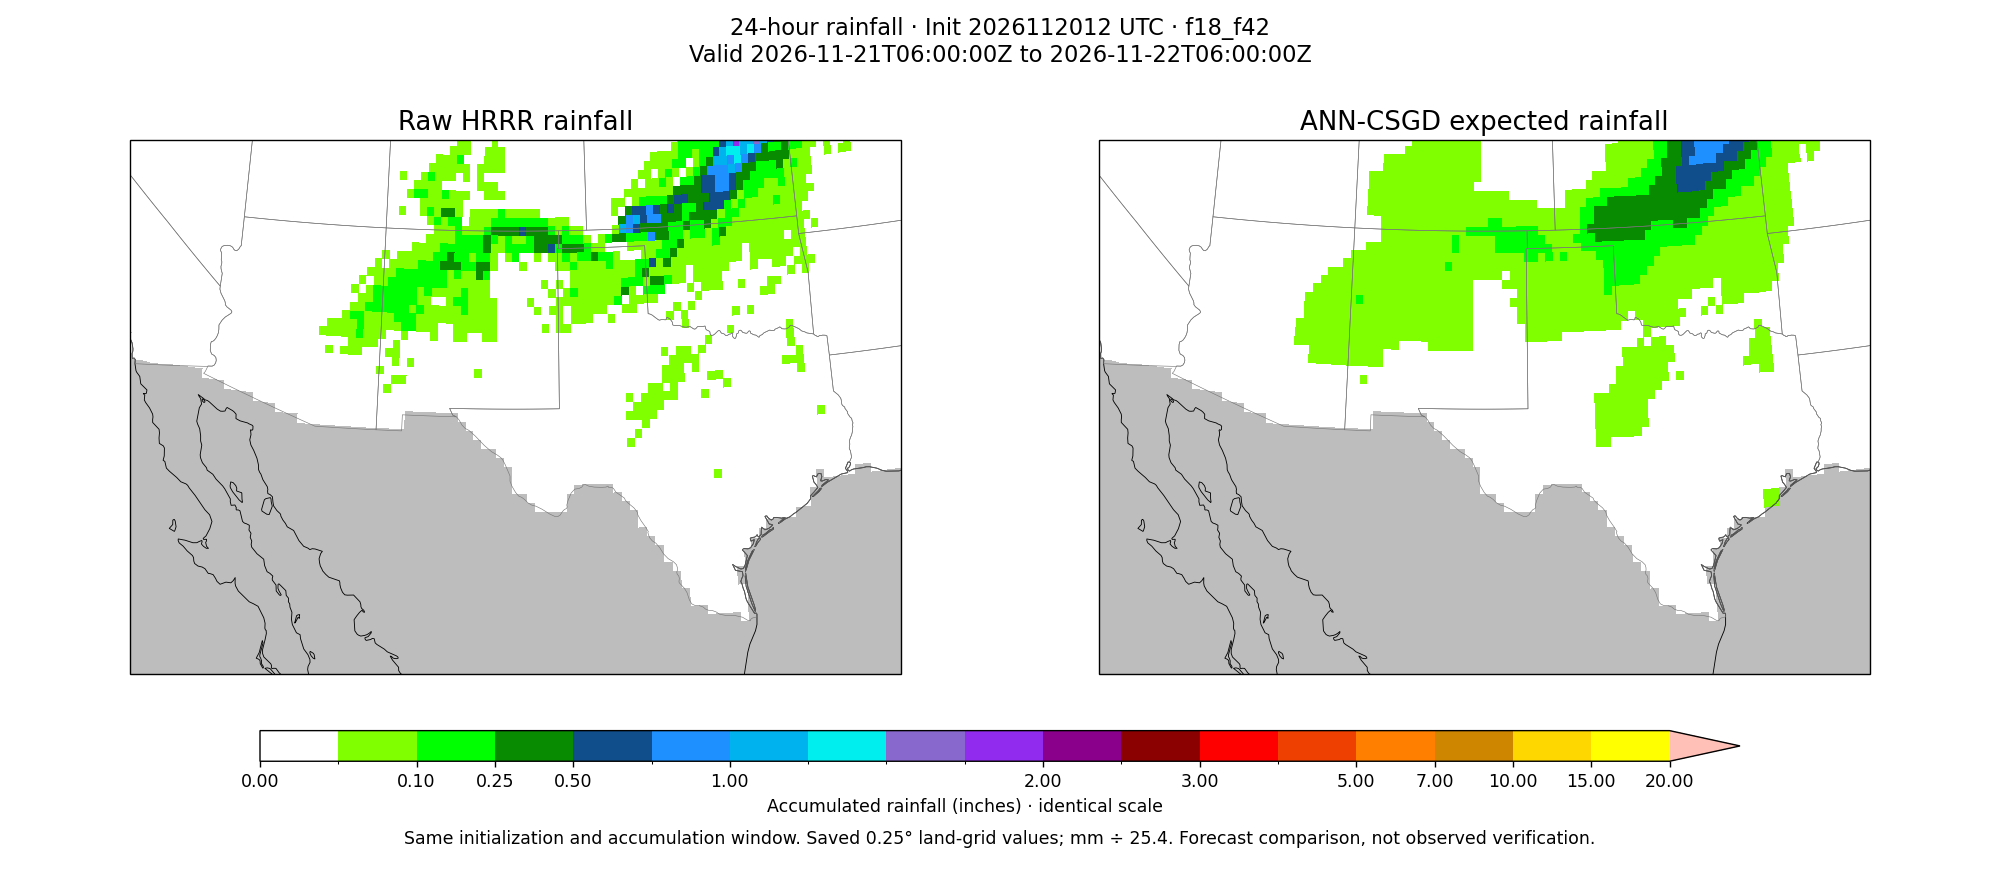 24-hour rainfall · Init 2026112012 UTC · f18_f42
Valid 2026-11-21T06:00:00Z to 2026-11-22T06:00:00Z
Raw HRRR rainfall
ANN-CSGD expected rainfall
0.00 0.10 0.25 0.50 1.00 2.00 3.00 5.00 7.00 10.00 15.00 20.00
Accumulated rainfall (inches) · identical scale
Same initialization and accumulation window. Saved 0.25° land-grid values; mm ÷ 25.4. Forecast comparison, not observed verification.